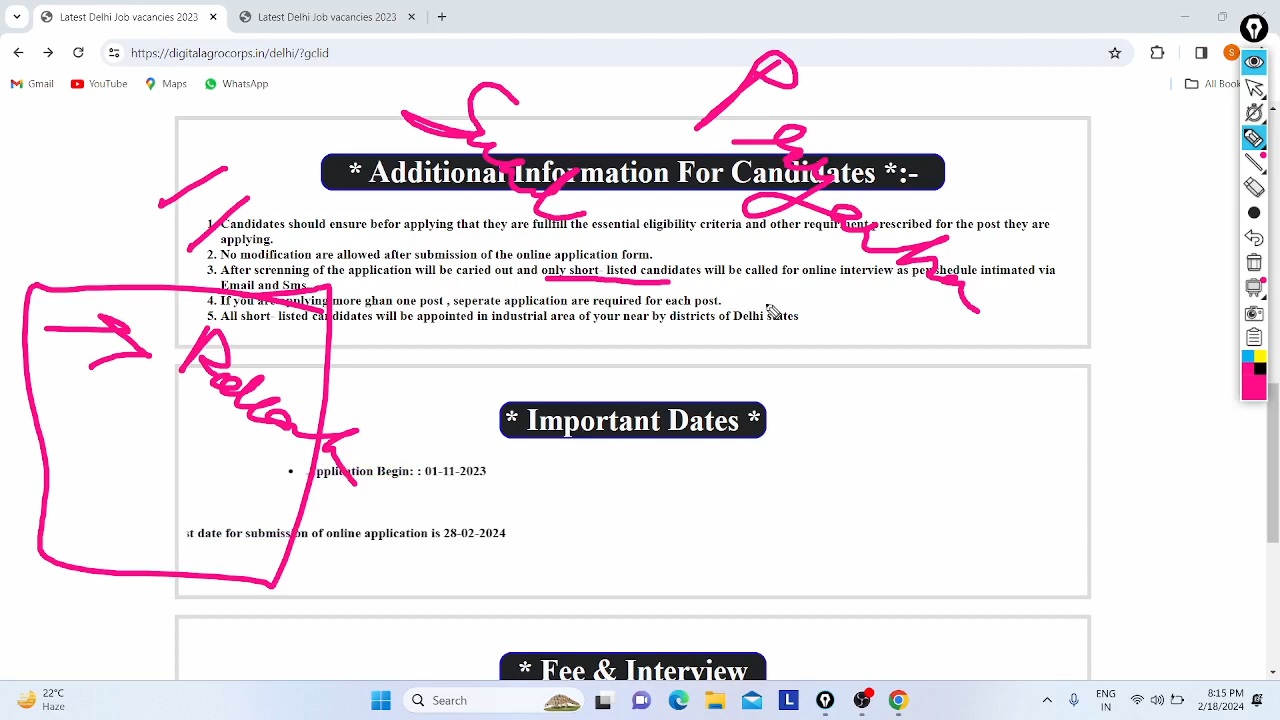 Latest Delhi Job vacancies 2023
Latest Delhi Job vacancies 2023
https://digitalagrocorps.in/delhi/?gclid
S
Gmail
YouTube
Maps
WhatsApp
All Book
* Additional Information For Candidates *:-
1. Candidates should ensure befor applying that they are fullfill the essential eligibility criteria and other requirment prescribed for the post they are
applying.
2. No modification are allowed after submission of the online application form.
3. After screnning of the application will be caried out and only short- listed candidates will be called for online interview as per shedule intimated via
Email and Sms.
4. If you are applying more ghan one post , seperate application are required for each post.
5. All short- listed candidates will be appointed in industrial area of your near by districts of Delhi states
* Important Dates *
• Application Begin: : 01-11-2023
st date for submission of online application is 28-02-2024
* Fee & Interview
22°C
Haze
Search
L
ENG
IN
8:15 PM
2/18/2024